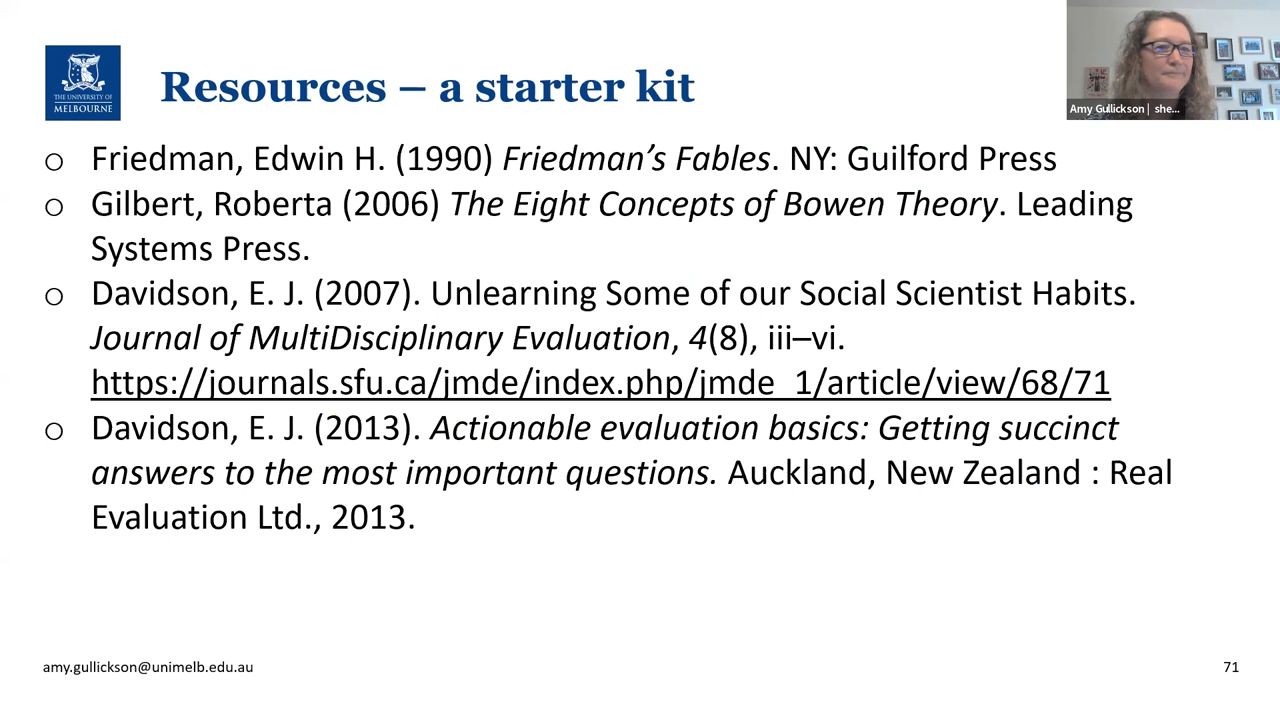 THE UNIVERSITY OF
MELBOURNE
Resources – a starter kit
Amy Gullickson | she...
o Friedman, Edwin H. (1990) Friedman’s Fables. NY: Guilford Press
o Gilbert, Roberta (2006) The Eight Concepts of Bowen Theory. Leading
Systems Press.
o Davidson, E. J. (2007). Unlearning Some of our Social Scientist Habits.
Journal of MultiDisciplinary Evaluation, 4(8), iii–vi.
https://journals.sfu.ca/jmde/index.php/jmde_1/article/view/68/71
o Davidson, E. J. (2013). Actionable evaluation basics: Getting succinct
answers to the most important questions. Auckland, New Zealand : Real
Evaluation Ltd., 2013.
amy.gullickson@unimelb.edu.au
71